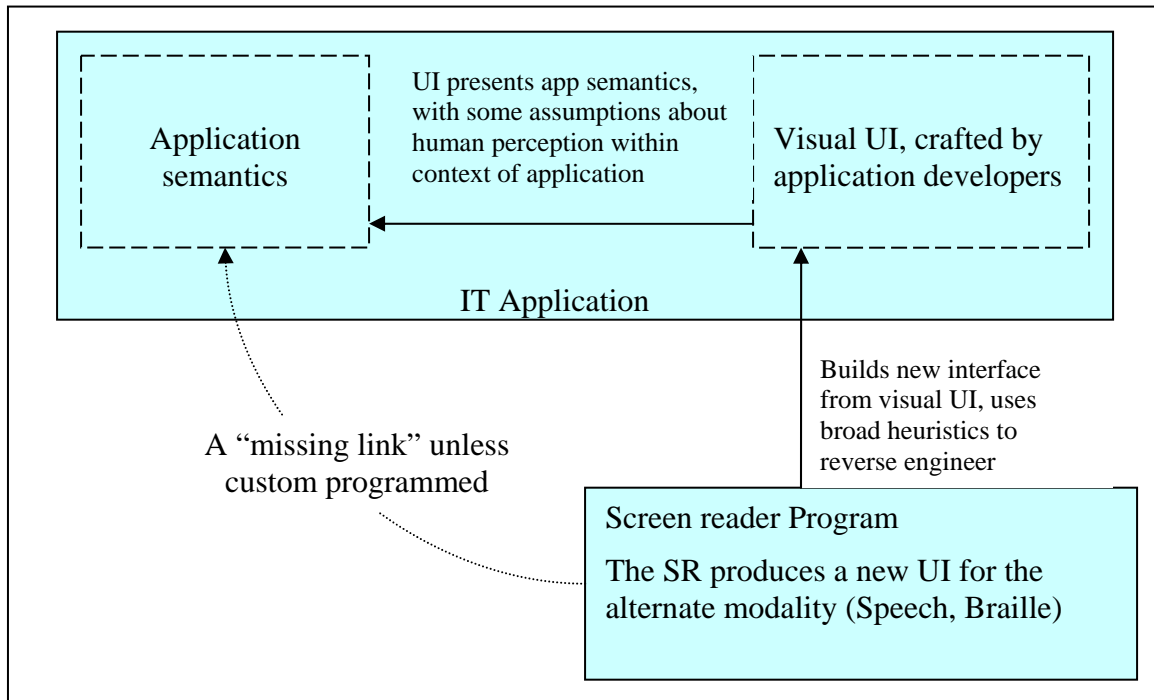 Application
semantics
UI presents app semantics,
with some assumptions about
human perception within
context of application
Visual UI, crafted by
application developers
IT Application
Builds new interface
from visual UI, uses
broad heuristics to
reverse engineer
A “missing link” unless
custom programmed
Screen reader Program
The SR produces a new UI for the
alternate modality (Speech, Braille)